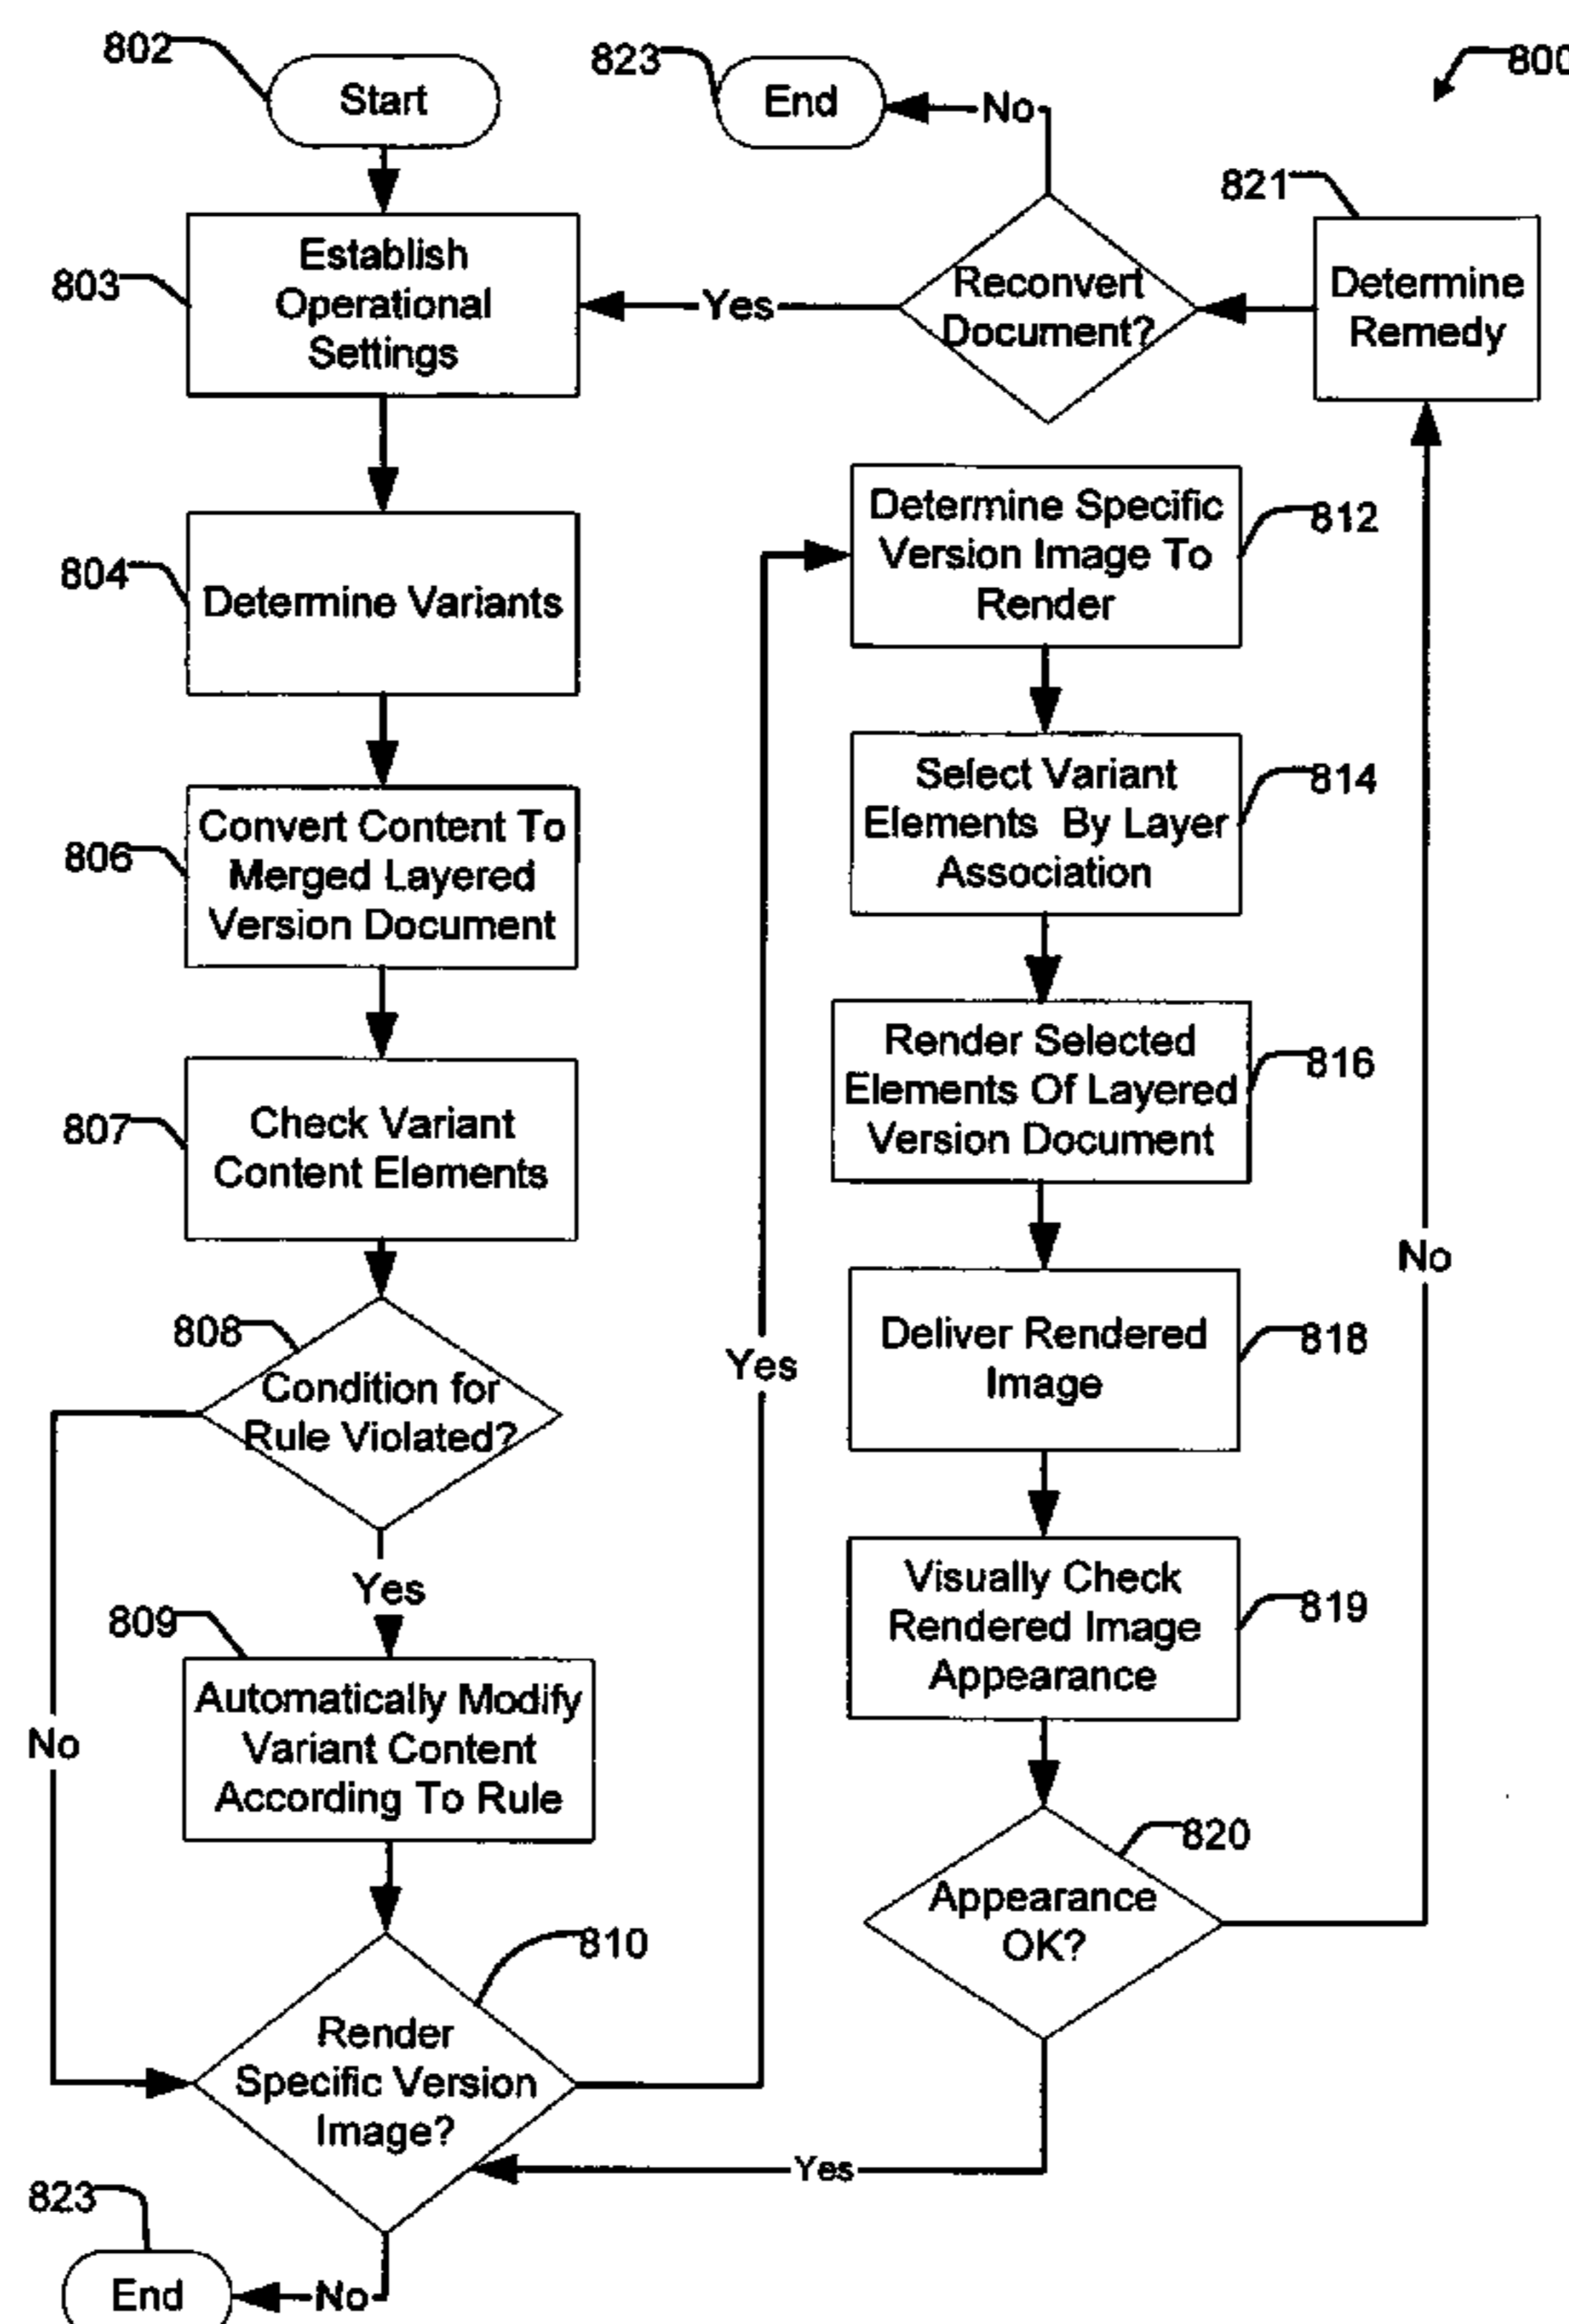 802
Start
823
End
No
800
803
Establish
Operational
Settings
Yes
Reconvert
Document?
821
Determine
Remedy
804
Determine Variants
806
Convert Content To
Merged Layered
Version Document
807
Check Variant
Content Elements
808
Condition for
Rule Violated?
Yes
No
809
Automatically Modify
Variant Content
According To Rule
810
Render
Specific Version
Image?
823
End
No
Yes
Determine Specific
Version Image To
Render
812
Select Variant
Elements By Layer
Association
814
Render Selected
Elements Of Layered
Version Document
816
Deliver Rendered
Image
818
Visually Check
Rendered Image
Appearance
819
820
Appearance
OK?
No
Yes